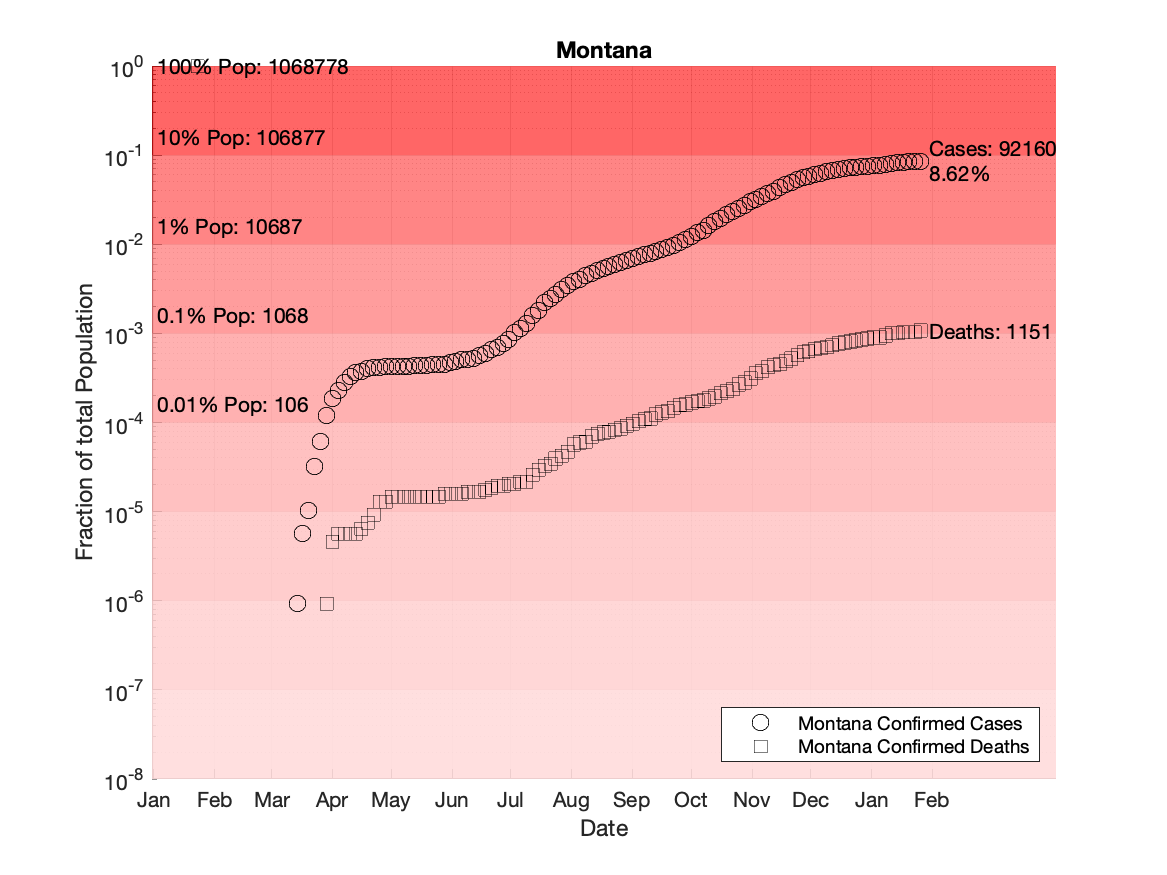 Montana
10^0
100% Pop: 1068778
10% Pop: 106877
10^-1
Cases: 92160
8.62%
1% Pop: 10687
10^-2
0.1% Pop: 1068
10^-3
Deaths: 1151
0.01% Pop: 106
10^-4
10^-5
10^-6
10^-7
10^-8
Fraction of total Population
Montana Confirmed Cases
Montana Confirmed Deaths
Jan Feb Mar Apr May Jun Jul Aug Sep Oct Nov Dec Jan Feb
Date